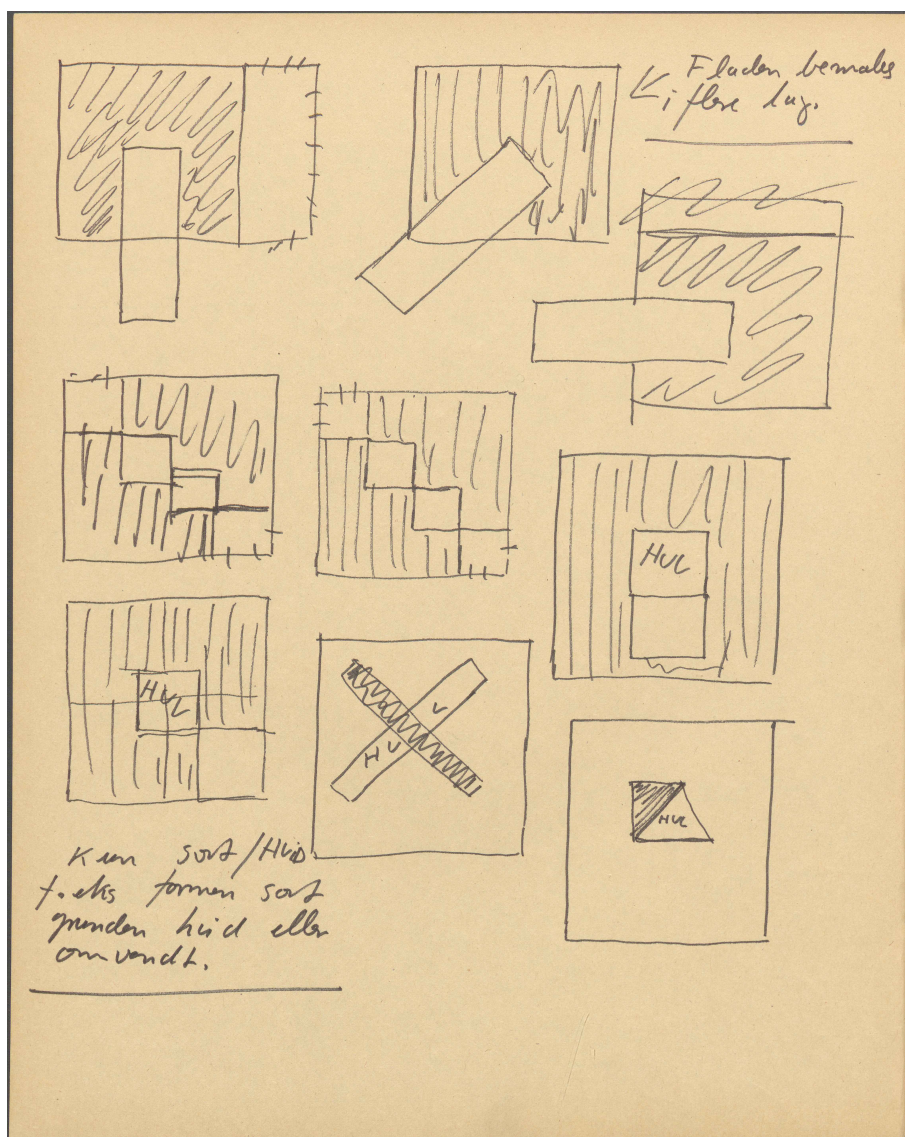 Fladen bemales
i flere lag.
HUL
HUL
HUL
HUL
Kun sort/Hvid
f.eks formen sort
grunden hvid eller
omvendt.